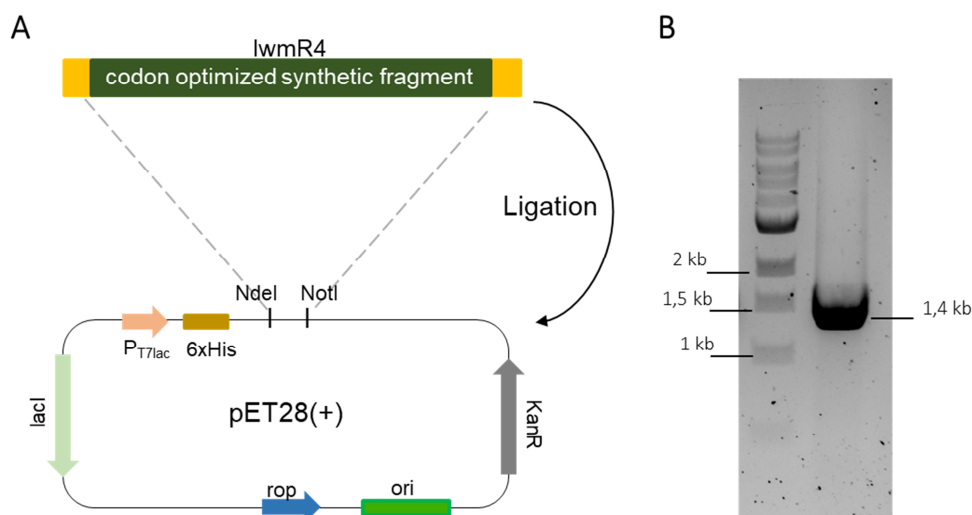 A
lwmR4
codon optimized synthetic fragment
Ligation
NdeI
NotI
P_T7lac
6xHis
lacI
pET28(+)
KanR
rop
ori
B
2 kb
1,5 kb
1 kb
1,4 kb